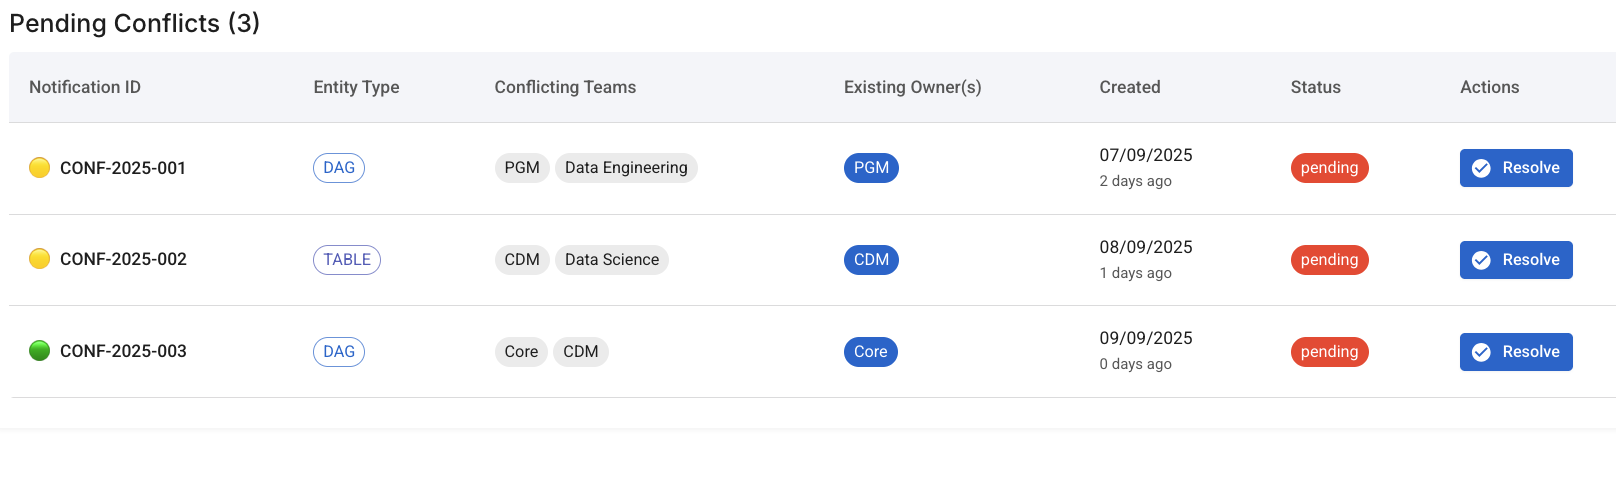 Pending Conflicts (3)
Notification ID Entity Type Conflicting Teams Existing Owner(s) Created Status Actions
CONF-2025-001 DAG PGM Data Engineering PGM 07/09/2025 pending Resolve
2 days ago
CONF-2025-002 TABLE CDM Data Science CDM 08/09/2025 pending Resolve
1 days ago
CONF-2025-003 DAG Core CDM Core 09/09/2025 pending Resolve
0 days ago